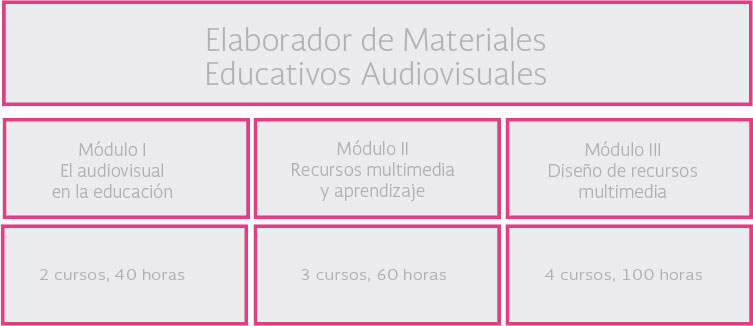 Elaborador de Materiales
Educativos Audiovisuales
Módulo I
El audiovisual
en la educación
Módulo II
Recursos multimedia
y aprendizaje
Módulo III
Diseño de recursos
multimedia
2 cursos, 40 horas
3 cursos, 60 horas
4 cursos, 100 horas